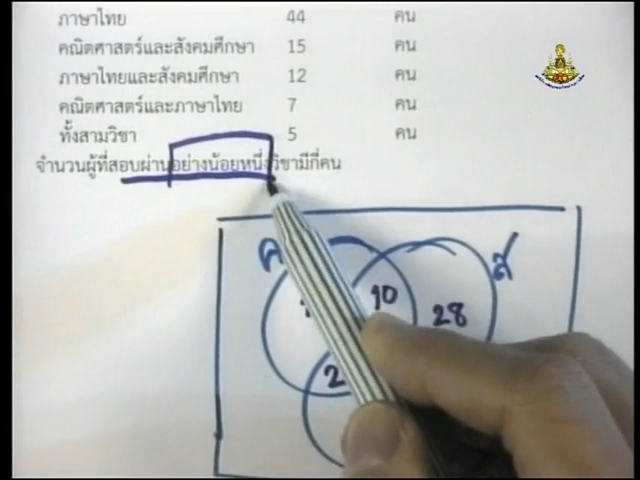 ภาษาไทย 44 คน
คณิตศาสตร์และสังคมศึกษา 15 คน
ภาษาไทยและสังคมศึกษา 12 คน
คณิตศาสตร์และภาษาไทย 7 คน
ทั้งสามวิชา 5 คน
จำนวนผู้ที่สอบผ่านอย่างน้อยหนึ่งวิชามีกี่คน
ค ส
10 28
2